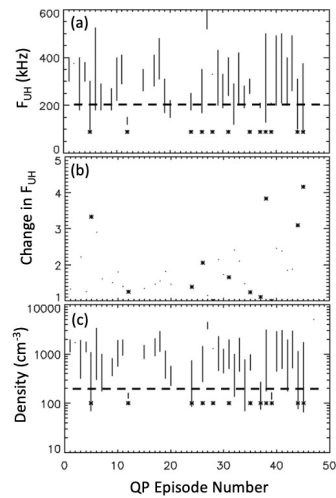 (a)
F_UH (kHz)
600
400
200
0
(b)
Change in F_UH
5
4
3
2
1
(c)
Density (cm⁻³)
10000
1000
100
10
0 10 20 30 40 50
QP Episode Number